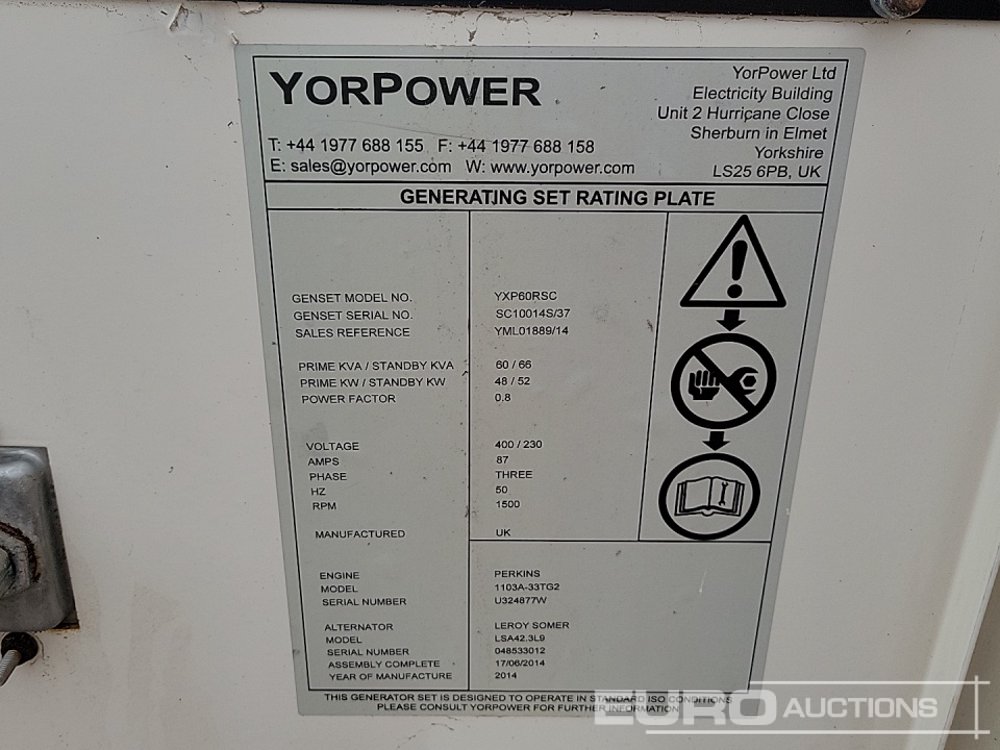 YORPOWER
T: +44 1977 688 155 F: +44 1977 688 158
E: sales@yorpower.com W: www.yorpower.com
YorPower Ltd
Electricity Building
Unit 2 Hurricane Close
Sherburn in Elmet
Yorkshire
LS25 6PB, UK
GENERATING SET RATING PLATE
GENSET MODEL NO. YXP60RSC
GENSET SERIAL NO. SC10014S/37
SALES REFERENCE YML01889/14
PRIME KVA / STANDBY KVA 60 / 66
PRIME KW / STANDBY KW 48 / 52
POWER FACTOR 0.8
VOLTAGE 400 / 230
AMPS 87
PHASE THREE
HZ 50
RPM 1500
MANUFACTURED UK
ENGINE PERKINS
MODEL 1103A-33TG2
SERIAL NUMBER U324877W
ALTERNATOR LEROY SOMER
MODEL LSA42.3L9
SERIAL NUMBER 048533012
ASSEMBLY COMPLETE 17/06/2014
YEAR OF MANUFACTURE 2014
THIS GENERATOR SET IS DESIGNED TO OPERATE IN STANDARD ISO CONDITIONS
PLEASE CONSULT YORPOWER FOR FURTHER INFORMATION
EURO AUCTIONS